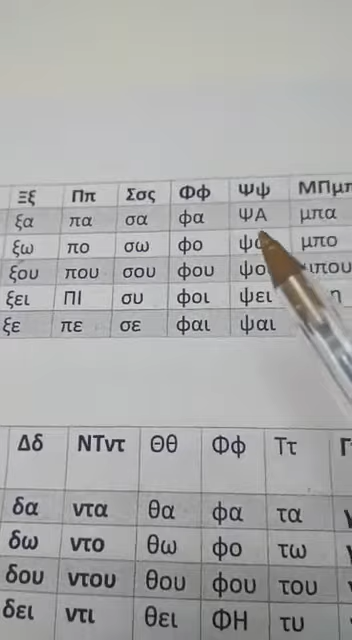 Ξξ Ππ Σσς Φφ Ψψ
ξα πα σα φα ΨΑ μπα
ξω πο σω φο μπο
ξου που σου φου
ξει ΠΙ συ φοι ψει
ξε πε σε φαι ψαι
Δδ ΝΤντ Θθ Φφ Ττ
δα ντα θα φα τα
δω ντο θω φο τω
δου ντου θου φου του
δει ντι θει ΦΗ τυ